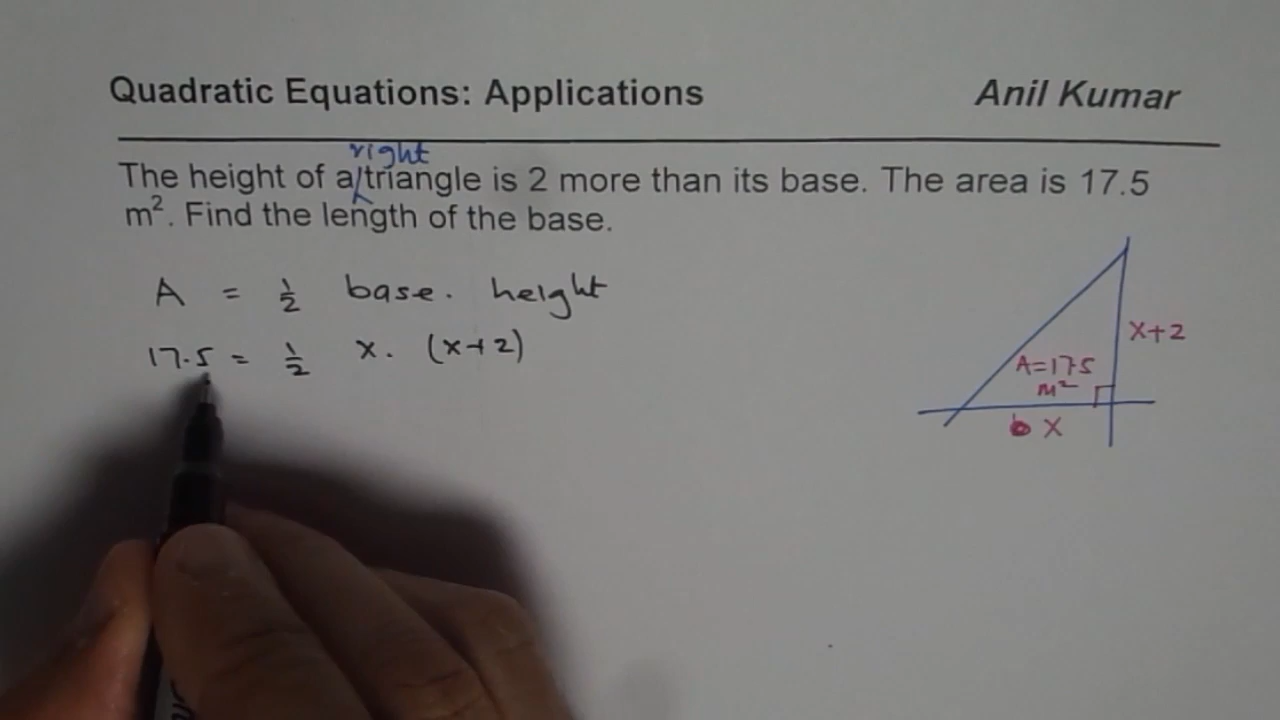 Quadratic Equations: Applications Anil Kumar
right
The height of a triangle is 2 more than its base. The area is 17.5
m². Find the length of the base.
A = ½ base. height
17.5 = ½ x. (x+2)
x+2
A=17.5
m²
b x